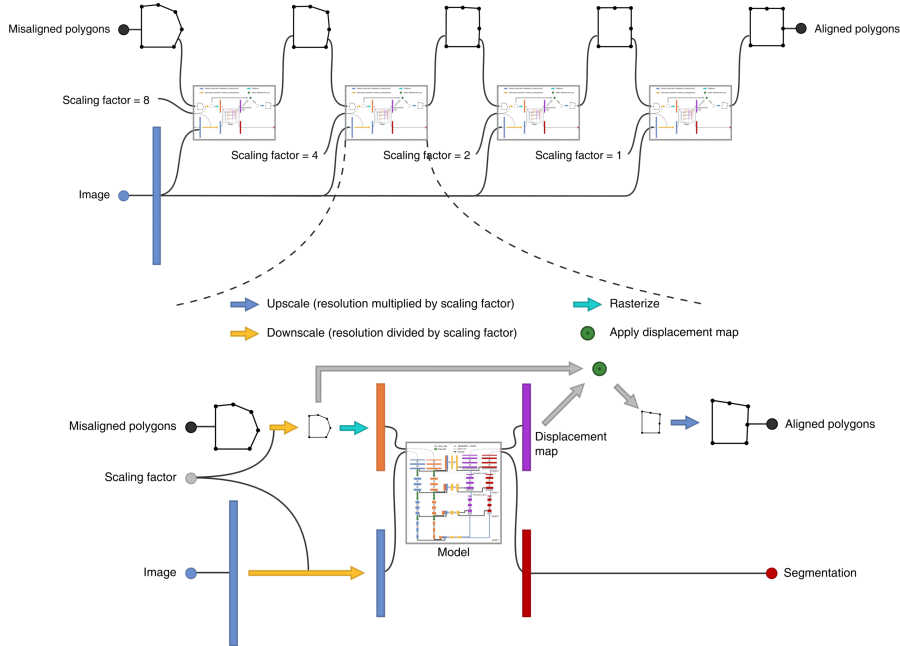 Misaligned polygons
Aligned polygons
Scaling factor = 8
Scaling factor = 4
Scaling factor = 2
Scaling factor = 1
Image
Upscale (resolution multiplied by scaling factor)
Rasterize
Downscale (resolution divided by scaling factor)
Apply displacement map
Misaligned polygons
Displacement
map
Aligned polygons
Scaling factor
Model
Image
Segmentation